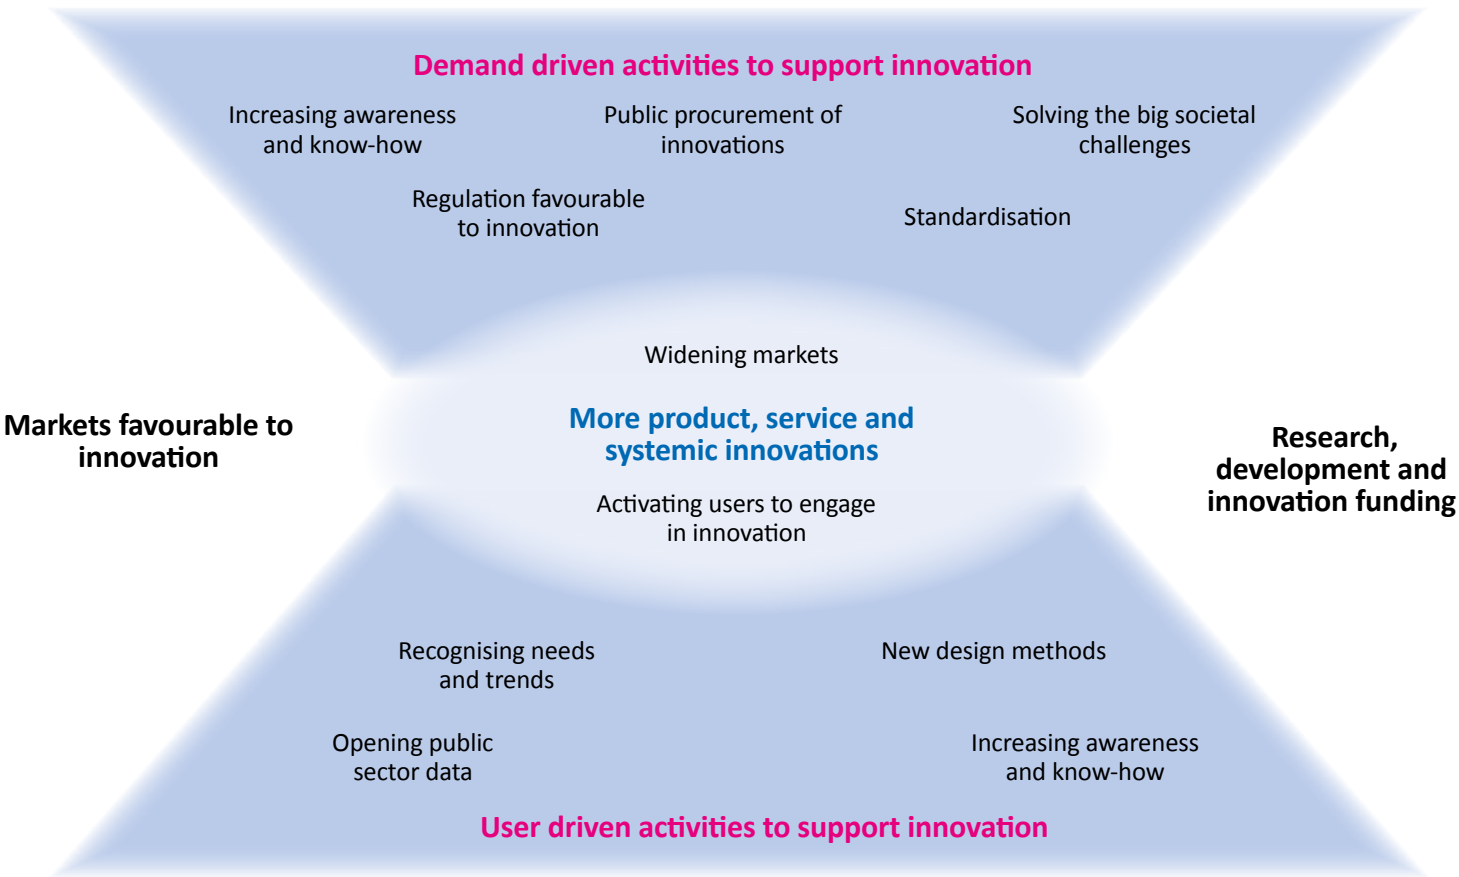 Demand driven activities to support innovation
Increasing awareness
and know-how
Public procurement of
innovations
Solving the big societal
challenges
Regulation favourable
to innovation
Standardisation
Widening markets
Markets favourable to
innovation
More product, service and
systemic innovations
Research,
development and
innovation funding
Activating users to engage
in innovation
Recognising needs
and trends
New design methods
Opening public
sector data
Increasing awareness
and know-how
User driven activities to support innovation